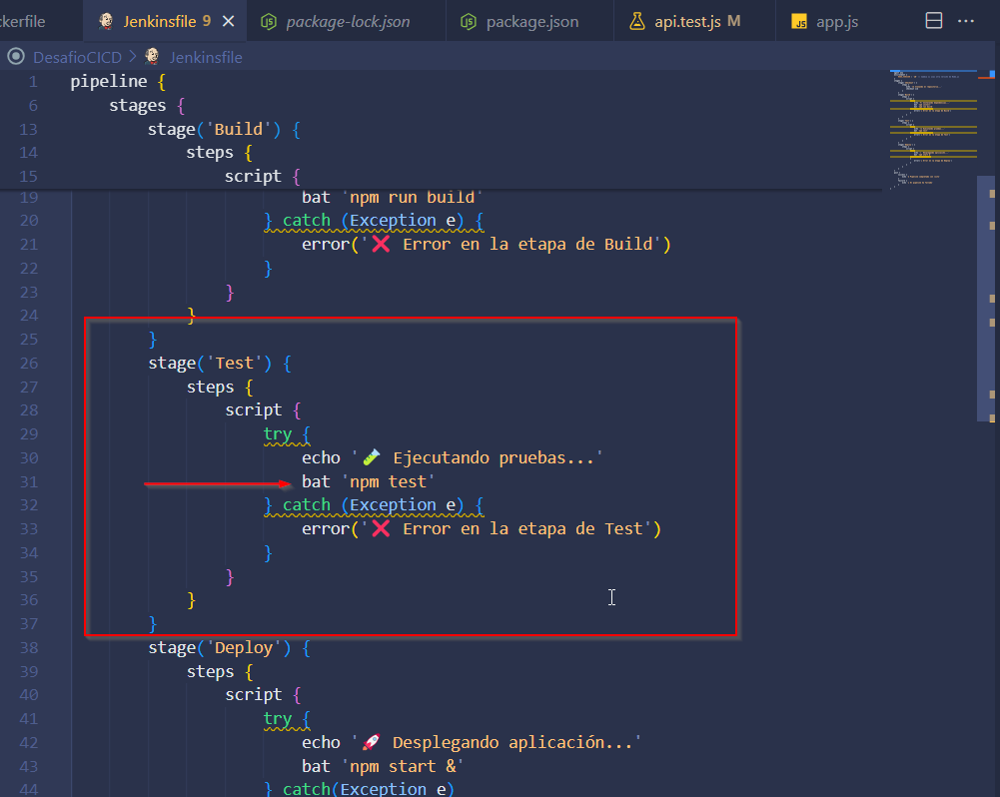 ckerfile Jenkinsfile 9 package-lock.json package.json api.test.js M JS app.js ...
DesafioCICD > Jenkinsfile
1 pipeline {
6 stages {
13 stage('Build') {
14 steps {
15 script {
19 bat 'npm run build'
20 } catch (Exception e) {
21 error('❌ Error en la etapa de Build')
22 }
23 }
24 }
25 }
26 stage('Test') {
27 steps {
28 script {
29 try {
30 echo '🧪 Ejecutando pruebas...'
31 bat 'npm test'
32 } catch (Exception e) {
33 error('❌ Error en la etapa de Test')
34 }
35 }
36 }
37 }
38 stage('Deploy') {
39 steps {
40 script {
41 try {
42 echo '🚀 Desplegando aplicación...'
43 bat 'npm start &'
44 } catch(Exception e)